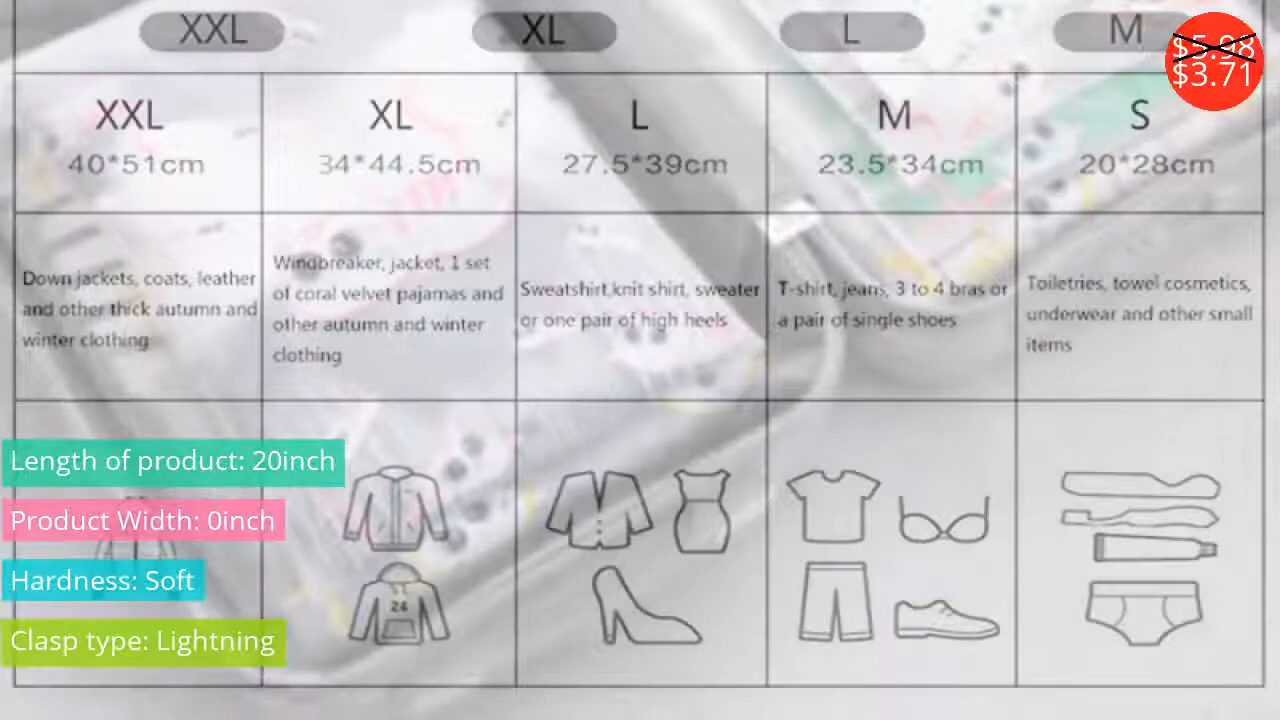 XXL XL L M
$5.98
$3.71
XXL XL L M S
40*51cm 34*44.5cm 27.5*39cm 23.5*34cm 20*28cm
Down jackets, coats, leather
and other thick autumn and
winter clothing
Windbreaker, jacket, 1 set
of coral velvet pajamas and
other autumn and winter
clothing
Sweatshirt,knit shirt, sweater
or one pair of high heels
T-shirt, jeans, 3 to 4 bras or
a pair of single shoes
Toiletries, towel cosmetics,
underwear and other small
items
Length of product: 20inch
Product Width: 0inch
Hardness: Soft
Clasp type: Lightning
24